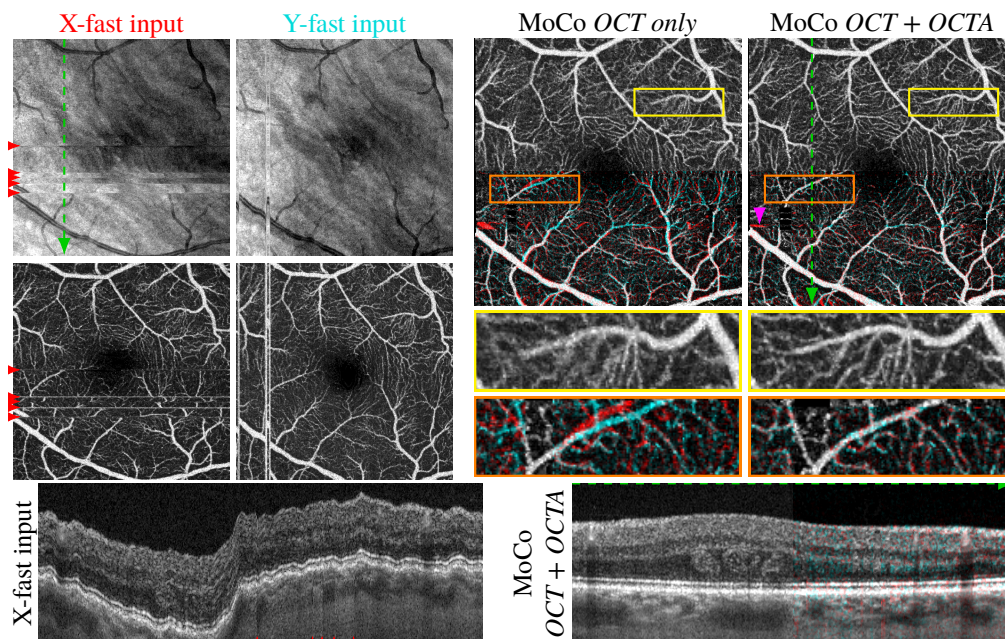 X-fast input
Y-fast input
MoCo OCT only
MoCo OCT + OCTA
X-fast input
MoCo
OCT + OCTA